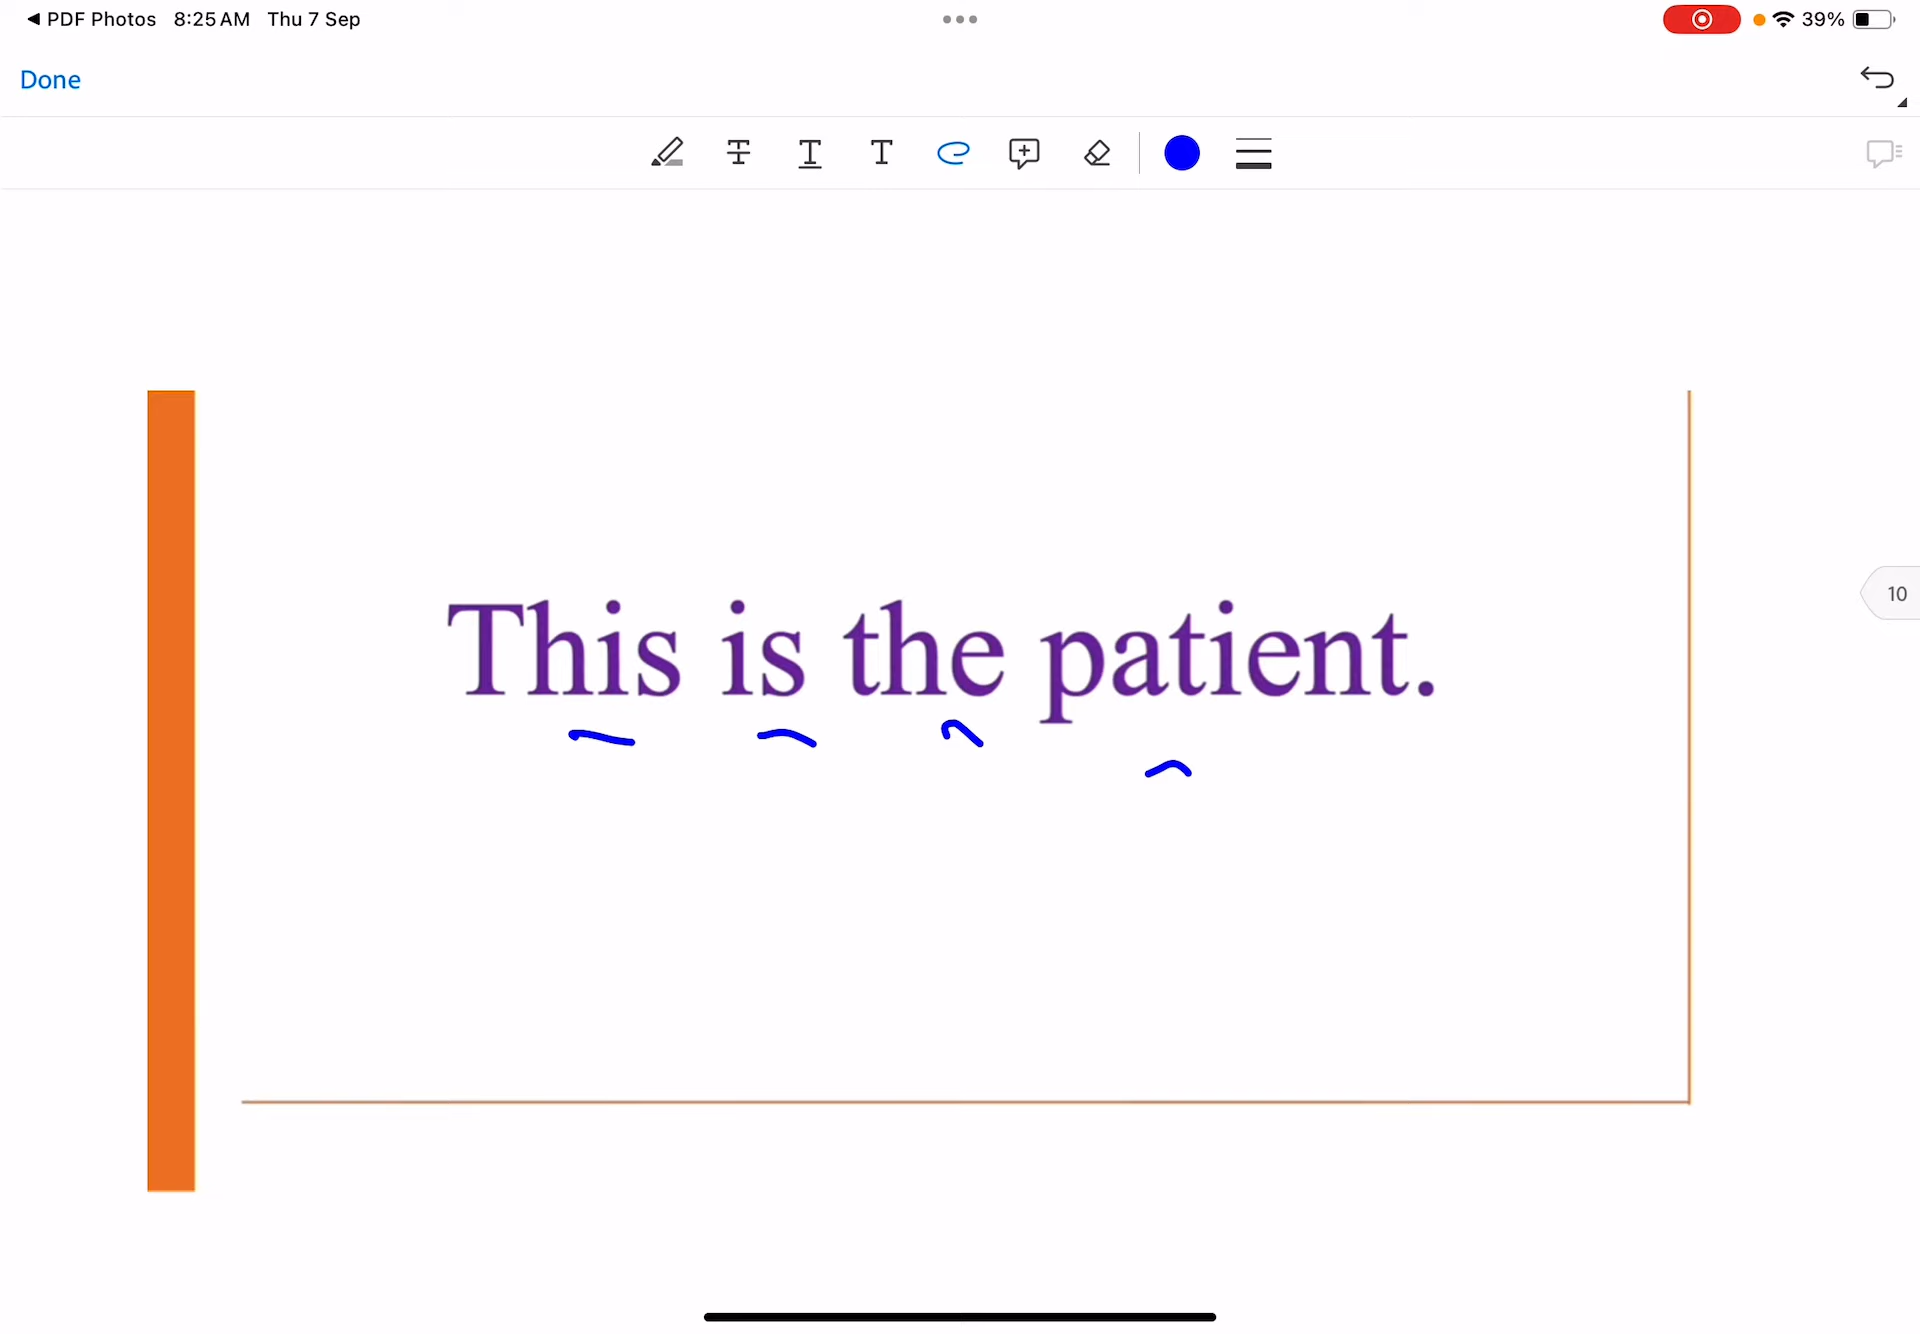 ◀ PDF Photos 8:25 AM Thu 7 Sep 39%
Done
T T T
This is the patient.
10